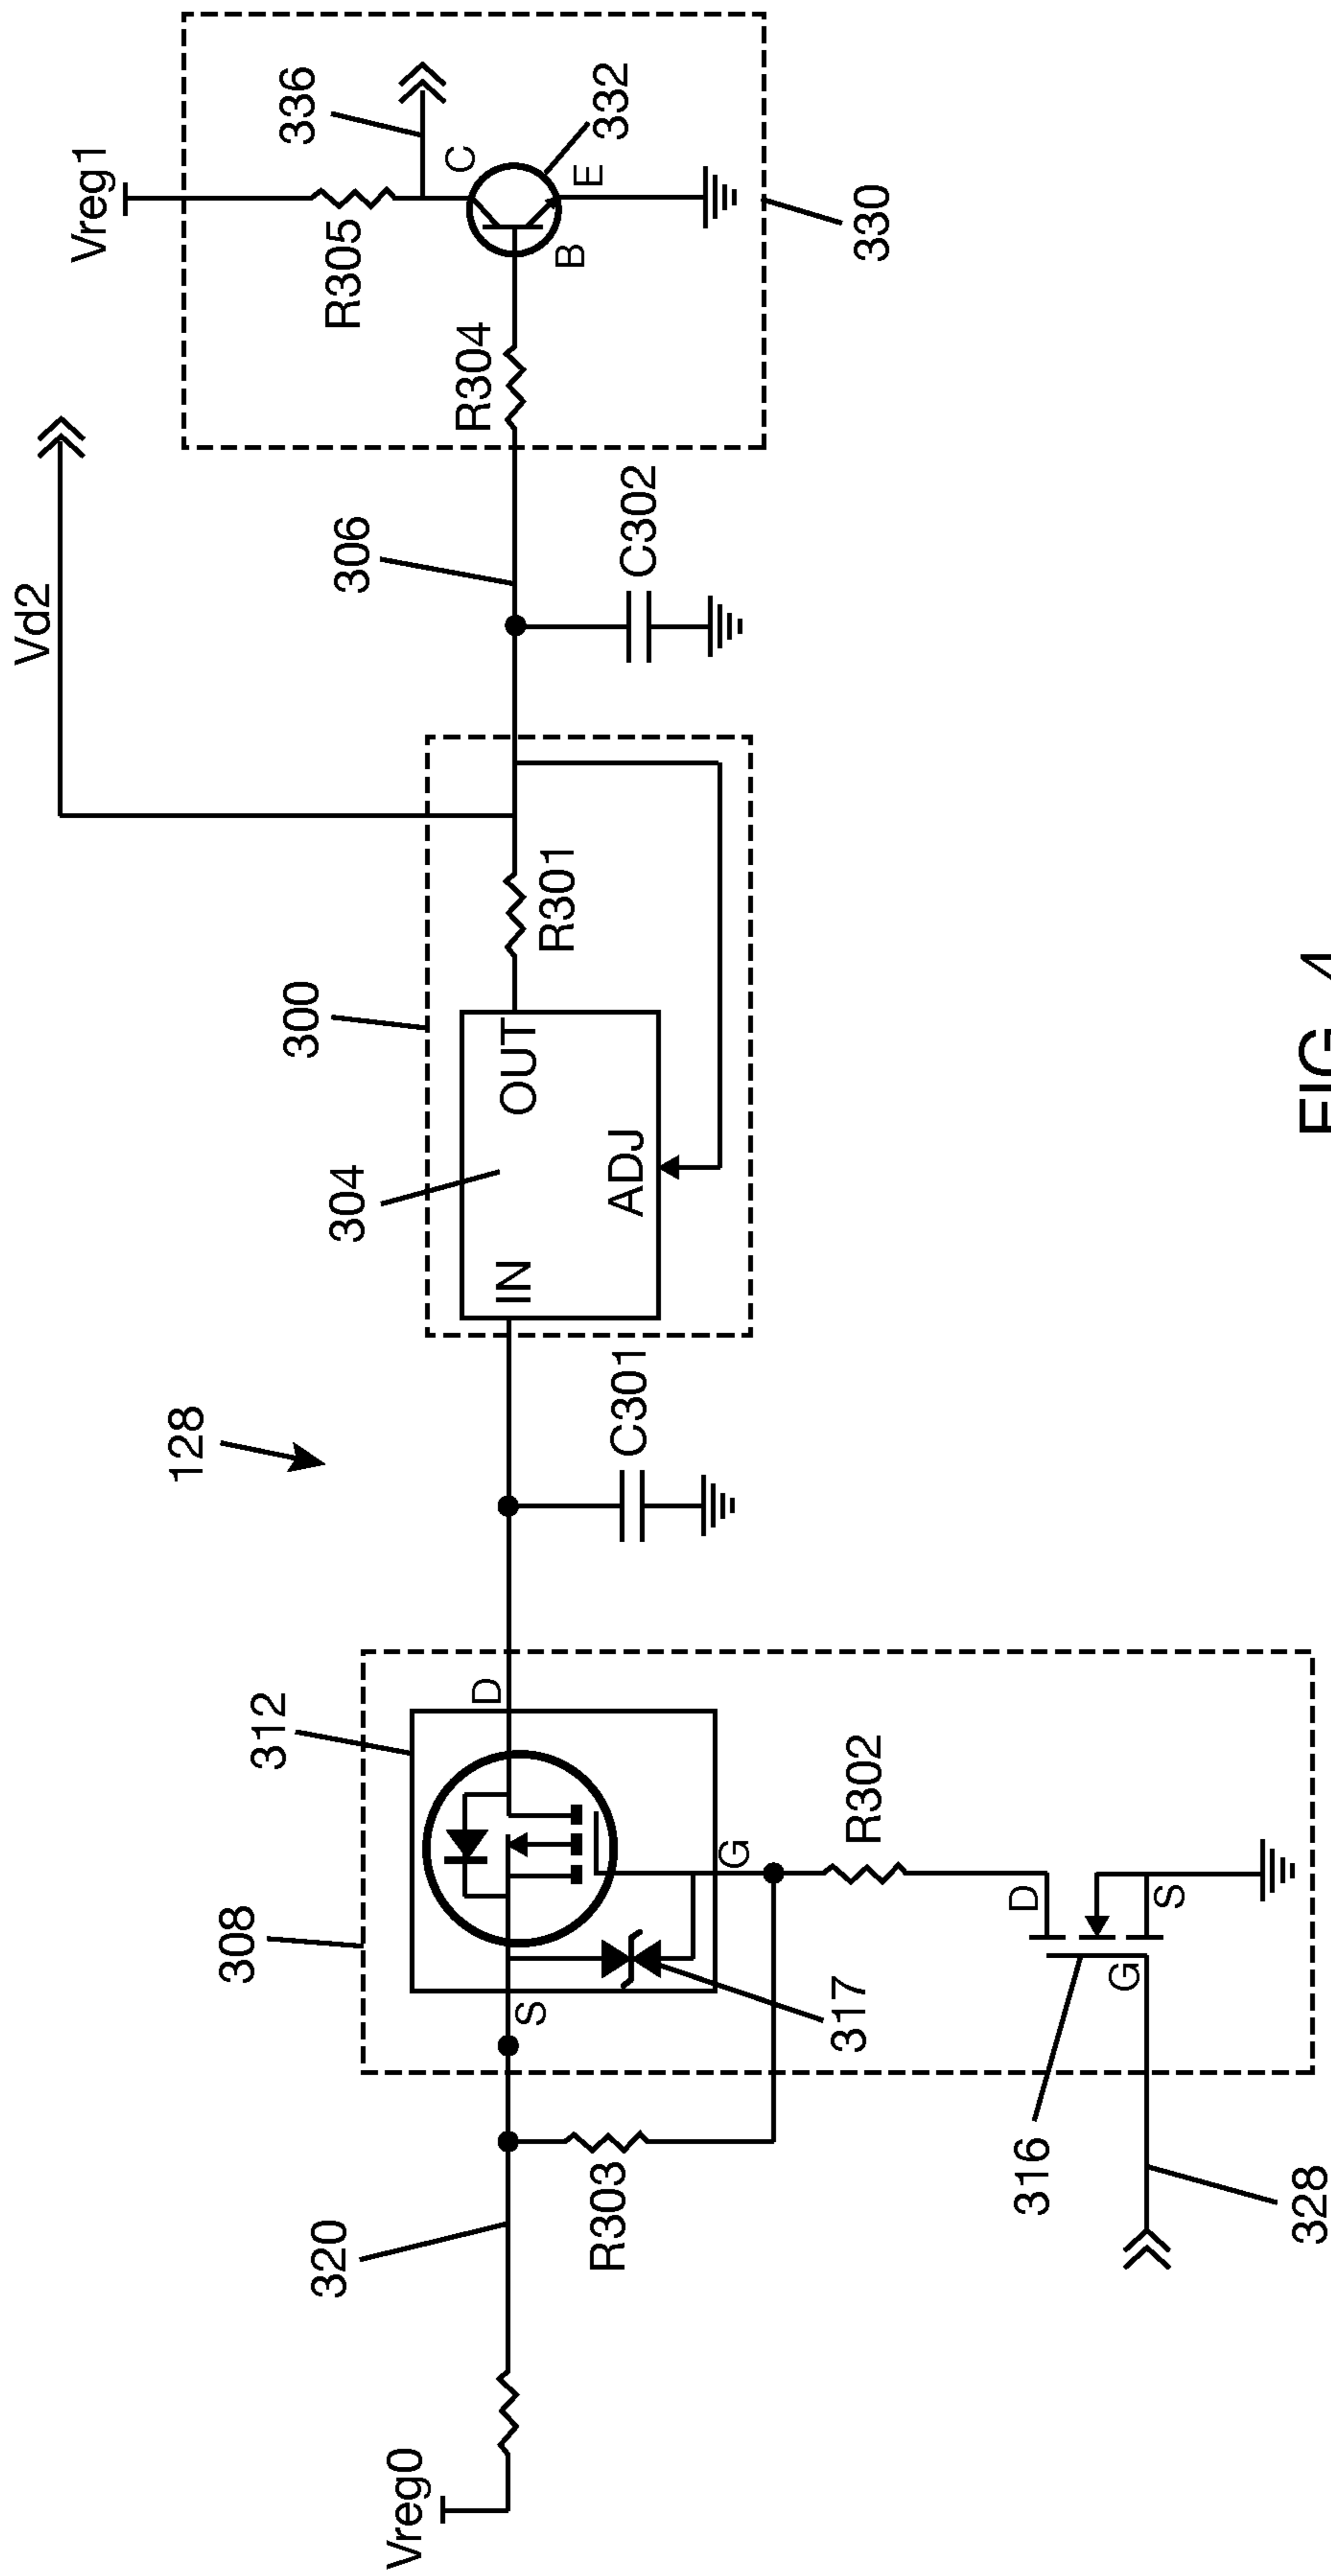 Vreg1
Vd2
336
C
332
R305
E
B
330
R304
306
C302
300
R301
304
OUT
ADJ
IN
128
C301
312
D
308
G
R302
317
S
D
S
G
316
320
R303
328
Vreg0
FIG. 4